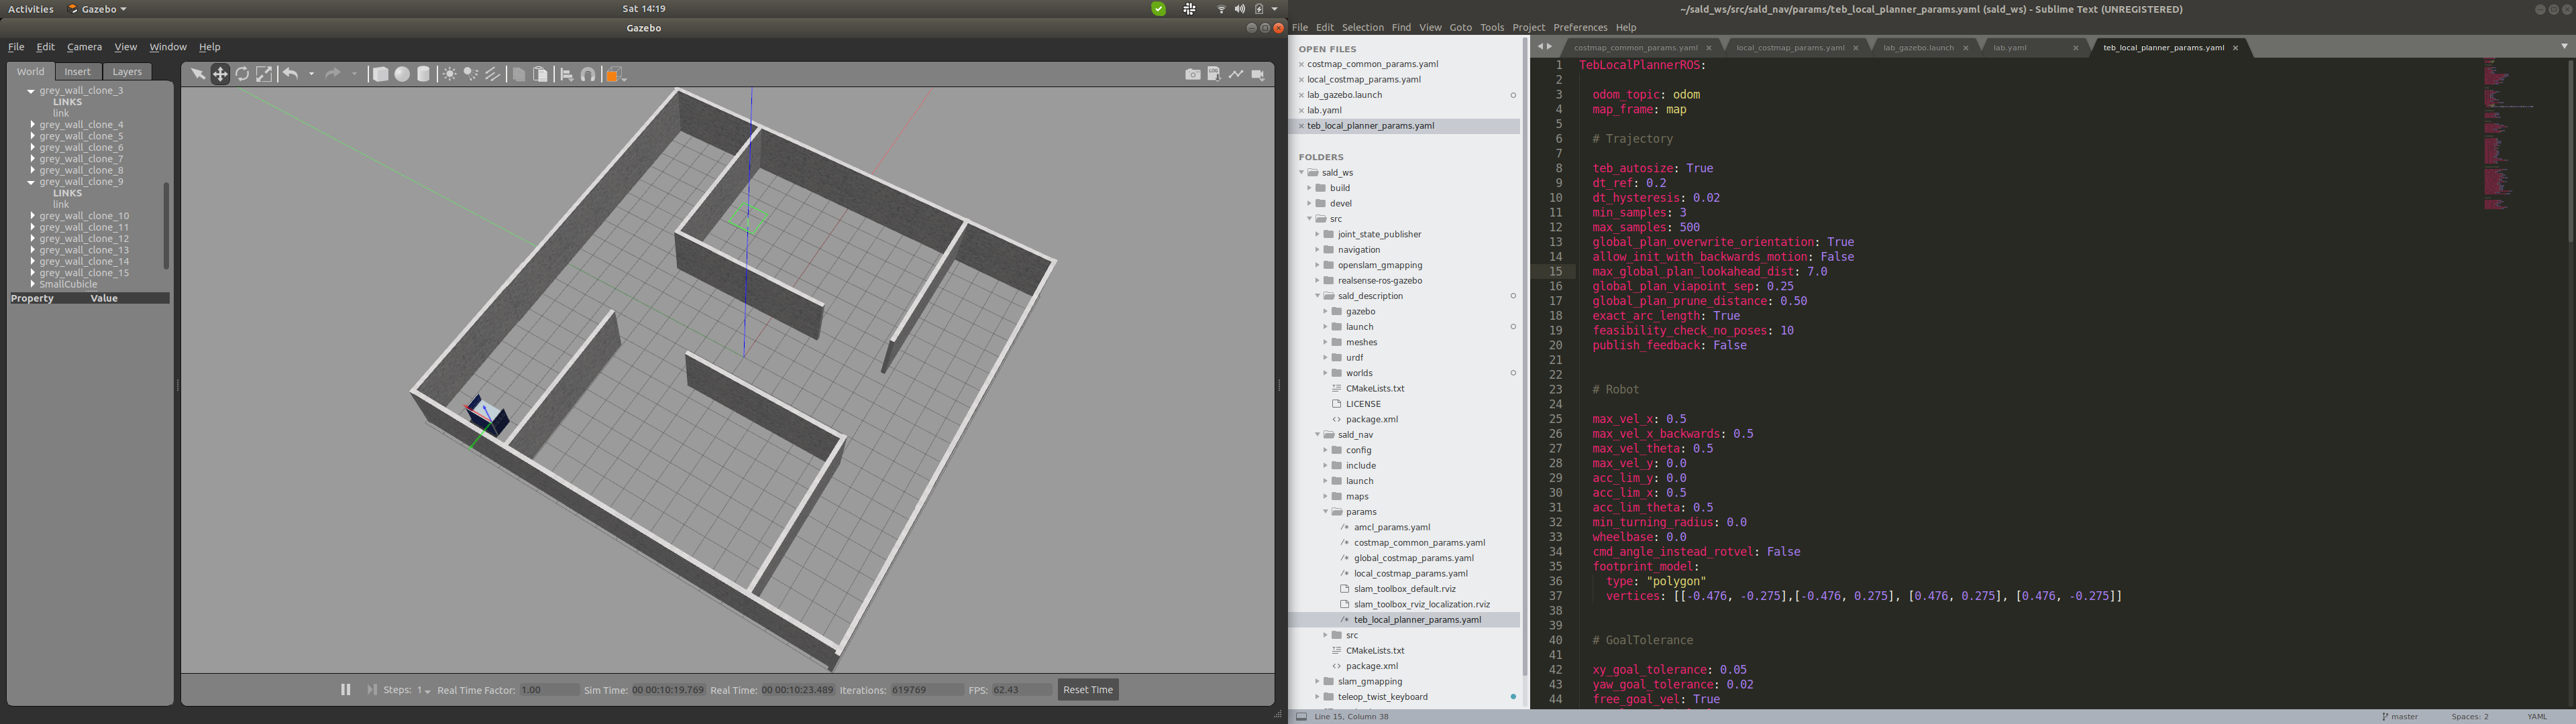 Activities Gazebo Sat 14:19
Gazebo
File Edit Camera View Window Help
World Insert Layers
grey_wall_clone_3
LINKS
link
grey_wall_clone_4
grey_wall_clone_5
grey_wall_clone_6
grey_wall_clone_7
grey_wall_clone_8
grey_wall_clone_9
LINKS
link
grey_wall_clone_10
grey_wall_clone_11
grey_wall_clone_12
grey_wall_clone_13
grey_wall_clone_14
grey_wall_clone_15
SmallCubicle
Property Value
Steps: 1 Real Time Factor: 1.00 Sim Time: 00 00:10:19.769 Real Time: 00 00:10:23.489 Iterations: 619769 FPS: 62.43 Reset Time
~/sald_ws/src/sald_nav/params/teb_local_planner_params.yaml (sald_ws) - Sublime Text (UNREGISTERED)
File Edit Selection Find View Goto Tools Project Preferences Help
OPEN FILES
costmap_common_params.yaml
local_costmap_params.yaml
lab_gazebo.launch
lab.yaml
teb_local_planner_params.yaml
FOLDERS
sald_ws
build
devel
src
joint_state_publisher
navigation
openslam_gmapping
realsense-ros-gazebo
sald_description
gazebo
launch
meshes
urdf
worlds
CMakeLists.txt
LICENSE
package.xml
sald_nav
config
include
launch
maps
params
amcl_params.yaml
costmap_common_params.yaml
global_costmap_params.yaml
local_costmap_params.yaml
slam_toolbox_default.rviz
slam_toolbox_rviz_localization.rviz
teb_local_planner_params.yaml
src
CMakeLists.txt
package.xml
slam_gmapping
teleop_twist_keyboard
costmap_common_params.yaml local_costmap_params.yaml lab_gazebo.launch lab.yaml teb_local_planner_params.yaml
1 TebLocalPlannerROS:
2
3 odom_topic: odom
4 map_frame: map
5
6 # Trajectory
7
8 teb_autosize: True
9 dt_ref: 0.2
10 dt_hysteresis: 0.02
11 min_samples: 3
12 max_samples: 500
13 global_plan_overwrite_orientation: True
14 allow_init_with_backwards_motion: False
15 max_global_plan_lookahead_dist: 7.0
16 global_plan_viapoint_sep: 0.25
17 global_plan_prune_distance: 0.50
18 exact_arc_length: True
19 feasibility_check_no_poses: 10
20 publish_feedback: False
21
22
23 # Robot
24
25 max_vel_x: 0.5
26 max_vel_x_backwards: 0.5
27 max_vel_theta: 0.5
28 max_vel_y: 0.0
29 acc_lim_y: 0.0
30 acc_lim_x: 0.5
31 acc_lim_theta: 0.5
32 min_turning_radius: 0.0
33 wheelbase: 0.0
34 cmd_angle_instead_rotvel: False
35 footprint_model:
36 type: "polygon"
37 vertices: [[-0.476, -0.275],[-0.476, 0.275], [0.476, 0.275], [0.476, -0.275]]
38
39
40 # GoalTolerance
41
42 xy_goal_tolerance: 0.05
43 yaw_goal_tolerance: 0.02
44 free_goal_vel: True
Line 15, Column 38 master Spaces: 2 YAML